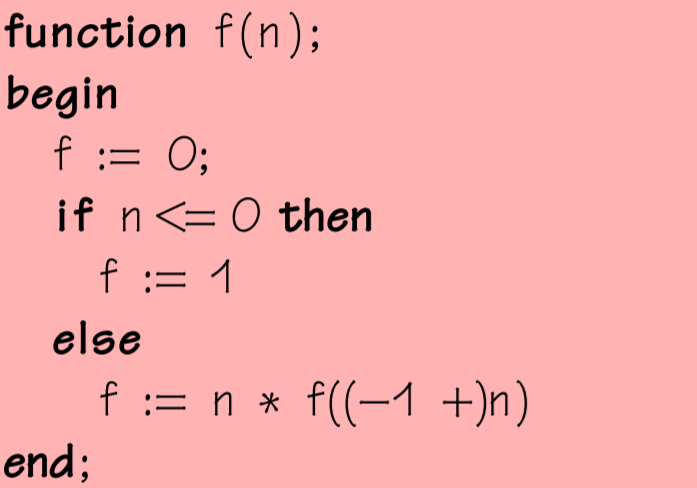 function f(n);
begin
f := 0;
if n <= 0 then
f := 1
else
f := n * f((−1 +)n)
end;